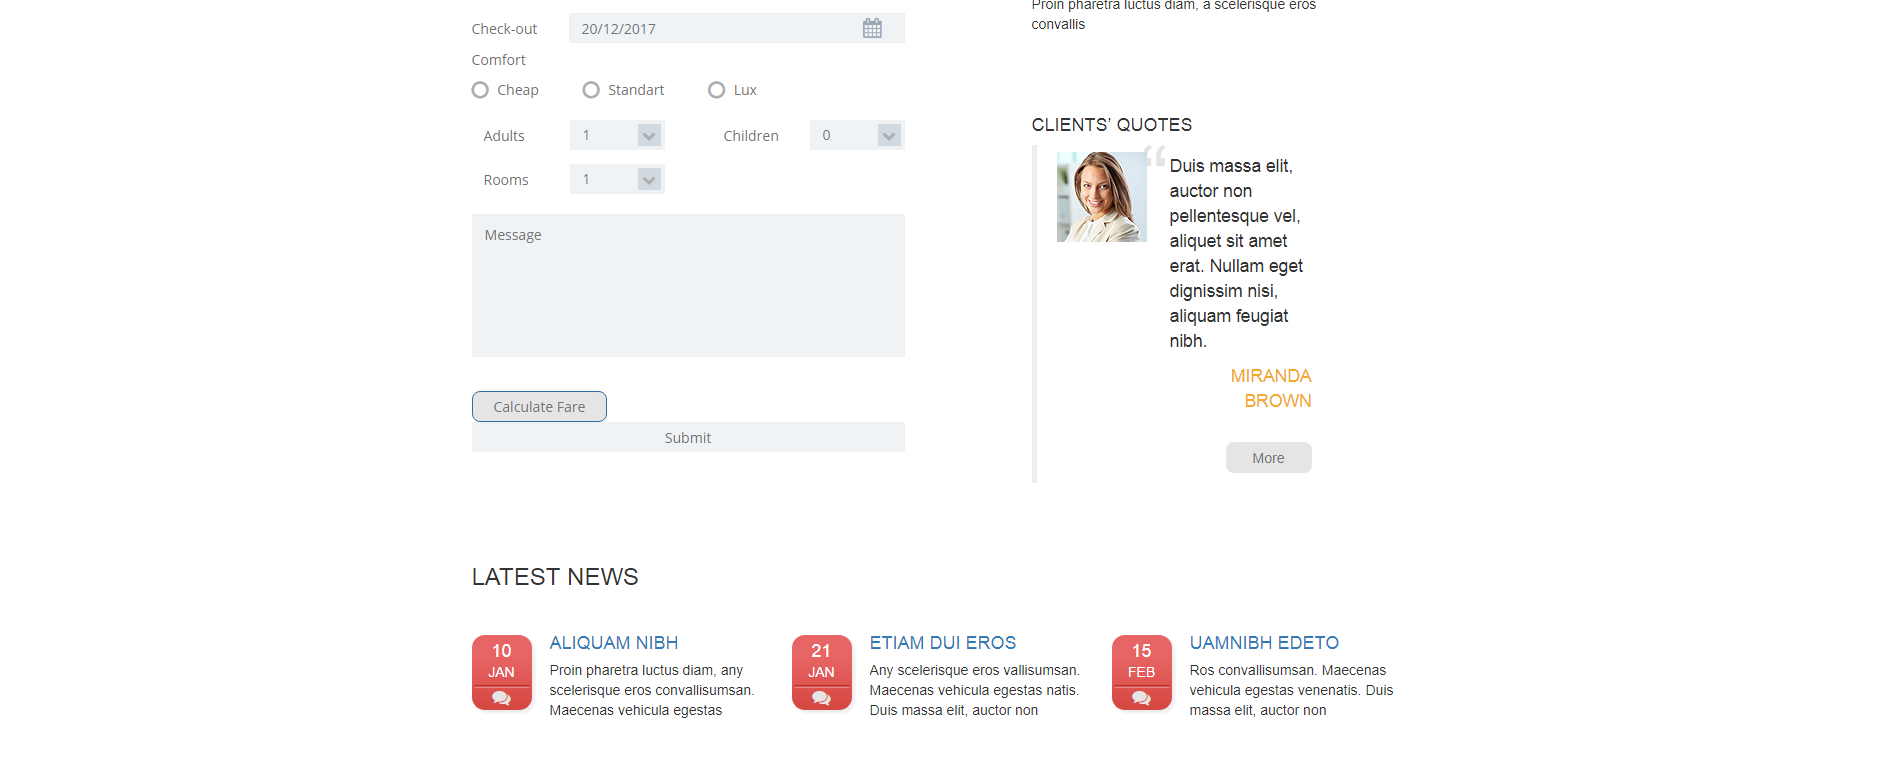 Proin pharetra luctus diam, a scelerisque eros
convallis
Check-out 20/12/2017
Comfort
Cheap Standart Lux
Adults 1 Children 0
Rooms 1
Message
Calculate Fare
Submit
CLIENTS’ QUOTES
“
Duis massa elit,
auctor non
pellentesque vel,
aliquet sit amet
erat. Nullam eget
dignissim nisi,
aliquam feugiat
nibh.
MIRANDA
BROWN
More
LATEST NEWS
10
JAN
ALIQUAM NIBH
Proin pharetra luctus diam, any
scelerisque eros convallisumsan.
Maecenas vehicula egestas
21
JAN
ETIAM DUI EROS
Any scelerisque eros vallisumsan.
Maecenas vehicula egestas natis.
Duis massa elit, auctor non
15
FEB
UAMNIBH EDETO
Ros convallisumsan. Maecenas
vehicula egestas venenatis. Duis
massa elit, auctor non